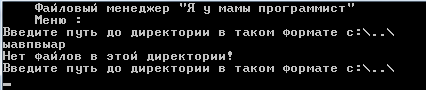 Файловый менеджер "Я у мамы программист"
Меню :
Введите путь до директории в таком формате c:\..\
ыавпвыар
Нет файлов в этой директории!
Введите путь до директории в таком формате c:\..\